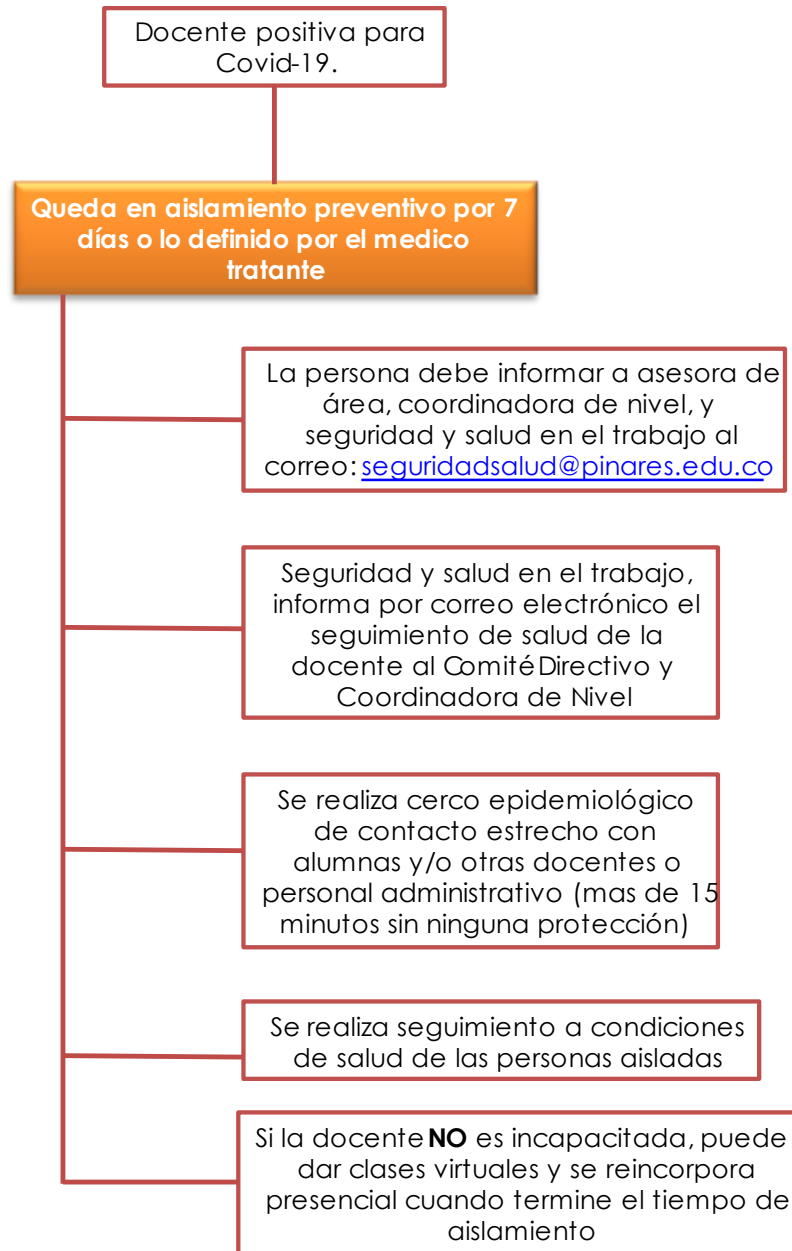 Docente positiva para
Covid-19.
Queda en aislamiento preventivo por 7
días o lo definido por el medico
tratante
La persona debe informar a asesora de
área, coordinadora de nivel, y
seguridad y salud en el trabajo al
correo: seguridadsalud@pinares.edu.co
Seguridad y salud en el trabajo,
informa por correo electrónico el
seguimiento de salud de la
docente al Comité Directivo y
Coordinadora de Nivel
Se realiza cerco epidemiológico
de contacto estrecho con
alumnas y/o otras docentes o
personal administrativo (mas de 15
minutos sin ninguna protección)
Se realiza seguimiento a condiciones
de salud de las personas aisladas
Si la docente NO es incapacitada, puede
dar clases virtuales y se reincorpora
presencial cuando termine el tiempo de
aislamiento